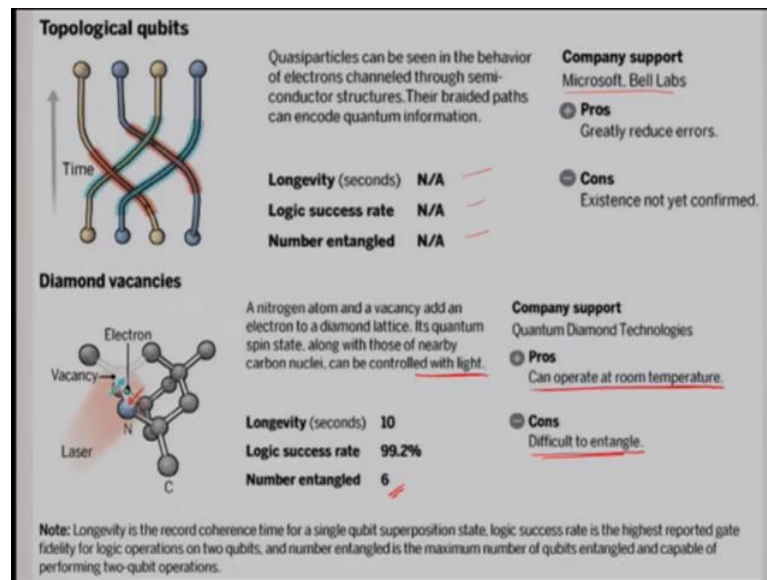 Topological qubits
Quasiparticles can be seen in the behavior
of electrons channeled through semi-
conductor structures.Their braided paths
can encode quantum information.
Time
Longevity (seconds) N/A
Logic success rate N/A
Number entangled N/A
Company support
Microsoft, Bell Labs
Pros
Greatly reduce errors.
Cons
Existence not yet confirmed.
Diamond vacancies
Electron
Vacancy
N
Laser
C
A nitrogen atom and a vacancy add an
electron to a diamond lattice. Its quantum
spin state, along with those of nearby
carbon nuclei, can be controlled with light.
Longevity (seconds) 10
Logic success rate 99.2%
Number entangled 6
Company support
Quantum Diamond Technologies
Pros
Can operate at room temperature.
Cons
Difficult to entangle.
Note: Longevity is the record coherence time for a single qubit superposition state, logic success rate is the highest reported gate
fidelity for logic operations on two qubits, and number entangled is the maximum number of qubits entangled and capable of
performing two-qubit operations.